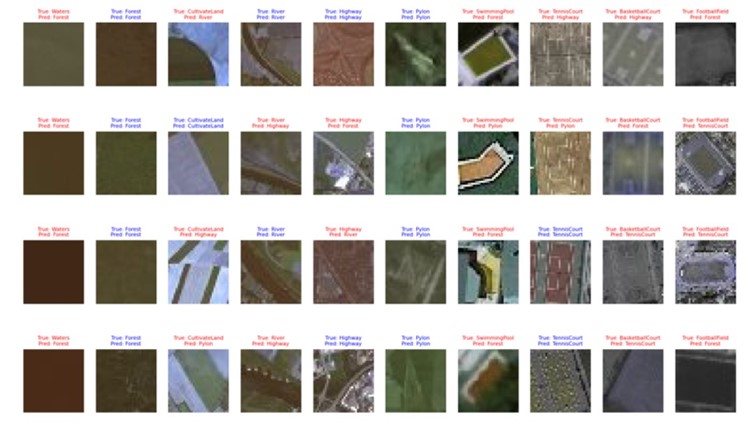 True: Waters
Pred: Forest
True: Forest
Pred: Forest
True: CultivateLand
Pred: River
True: River
Pred: River
True: Highway
Pred: Highway
True: Pylon
Pred: Pylon
True: SwimmingPool
Pred: Forest
True: TennisCourt
Pred: Highway
True: BasketballCourt
Pred: Highway
True: FootballField
Pred: Forest
True: Waters
Pred: Forest
True: Forest
Pred: Forest
True: CultivateLand
Pred: CultivateLand
True: River
Pred: Highway
True: Highway
Pred: Forest
True: Pylon
Pred: Pylon
True: SwimmingPool
Pred: Pylon
True: TennisCourt
Pred: Pylon
True: BasketballCourt
Pred: Forest
True: FootballField
Pred: TennisCourt
True: Waters
Pred: Forest
True: Forest
Pred: Forest
True: CultivateLand
Pred: Highway
True: River
Pred: River
True: Highway
Pred: River
True: Pylon
Pred: Pylon
True: SwimmingPool
Pred: Forest
True: TennisCourt
Pred: TennisCourt
True: BasketballCourt
Pred: TennisCourt
True: FootballField
Pred: TennisCourt
True: Waters
Pred: Forest
True: Forest
Pred: Forest
True: CultivateLand
Pred: Pylon
True: River
Pred: Highway
True: Highway
Pred: Highway
True: Pylon
Pred: Pylon
True: SwimmingPool
Pred: Forest
True: TennisCourt
Pred: TennisCourt
True: BasketballCourt
Pred: TennisCourt
True: FootballField
Pred: Forest